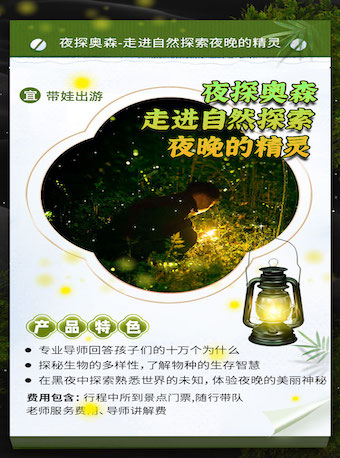 夜探奥森-走进自然探索夜晚的精灵
宜 带娃出游
夜探奥森
走进自然探索
夜晚的精灵
产品特色
● 专业导师回答孩子们的十万个为什么
● 探秘生物的多样性，了解物种的生存智慧
● 在黑夜中探索熟悉世界的未知，体验夜晚的美丽神秘
费用包含：行程中所到景点门票,随行带队
老师服务费用、导师讲解费